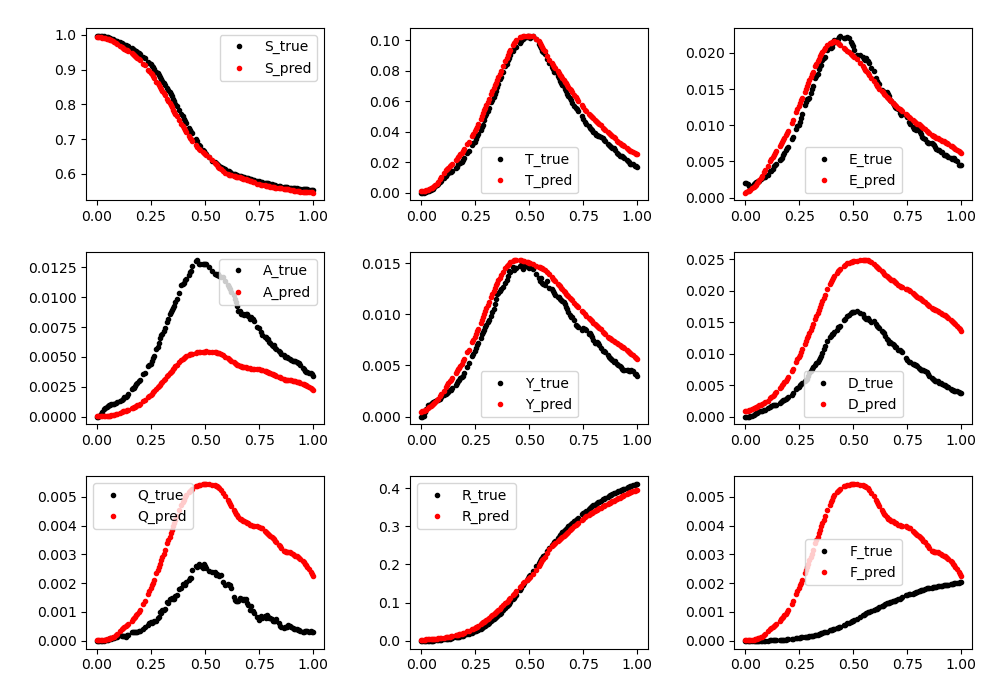 1.0
0.9
0.8
0.7
0.6
S_true
S_pred
0.00 0.25 0.50 0.75 1.00
0.10
0.08
0.06
0.04
0.02
0.00
T_true
T_pred
0.00 0.25 0.50 0.75 1.00
0.020
0.015
0.010
0.005
0.000
E_true
E_pred
0.00 0.25 0.50 0.75 1.00
0.0125
0.0100
0.0075
0.0050
0.0025
0.0000
A_true
A_pred
0.00 0.25 0.50 0.75 1.00
0.015
0.010
0.005
0.000
Y_true
Y_pred
0.00 0.25 0.50 0.75 1.00
0.025
0.020
0.015
0.010
0.005
0.000
D_true
D_pred
0.00 0.25 0.50 0.75 1.00
0.005
0.004
0.003
0.002
0.001
0.000
Q_true
Q_pred
0.00 0.25 0.50 0.75 1.00
0.4
0.3
0.2
0.1
0.0
R_true
R_pred
0.00 0.25 0.50 0.75 1.00
0.005
0.004
0.003
0.002
0.001
0.000
F_true
F_pred
0.00 0.25 0.50 0.75 1.00